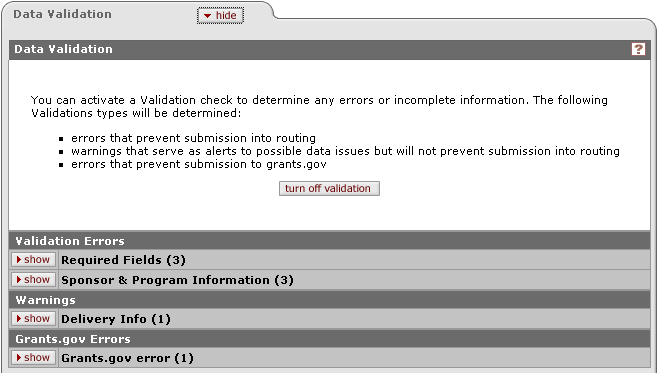 Data Validation
hide
Data Validation
?
You can activate a Validation check to determine any errors or incomplete information. The following
Validations types will be determined:
errors that prevent submission into routing
warnings that serve as alerts to possible data issues but will not prevent submission into routing
errors that prevent submission to grants.gov
turn off validation
Validation Errors
show Required Fields (3)
show Sponsor & Program Information (3)
Warnings
show Delivery Info (1)
Grants.gov Errors
show Grants.gov error (1)